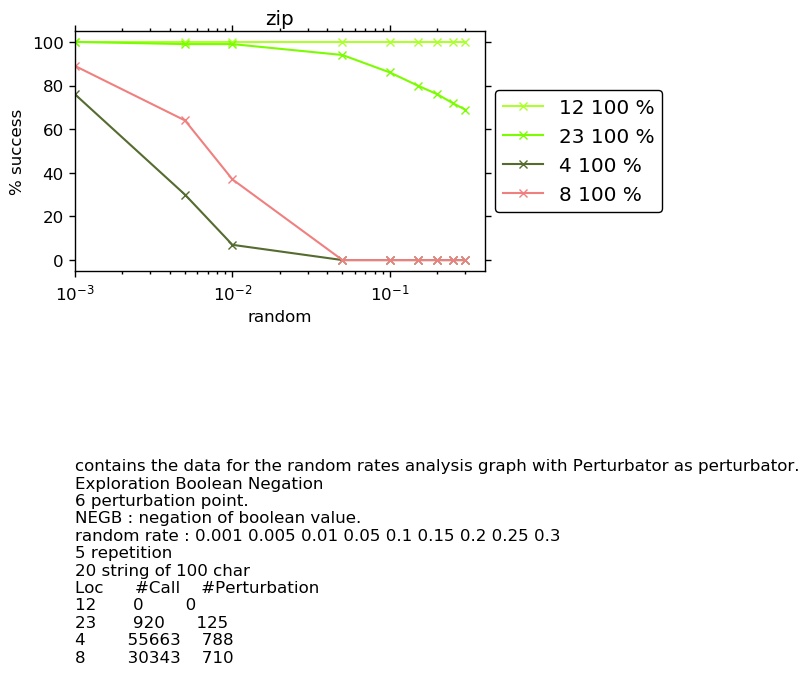 zip
100
80
60
40
20
0
% success
10⁻³ 10⁻² 10⁻¹
random
12 100 %
23 100 %
4 100 %
8 100 %
contains the data for the random rates analysis graph with Perturbator as perturbator.
Exploration Boolean Negation
6 perturbation point.
NEGB : negation of boolean value.
random rate : 0.001 0.005 0.01 0.05 0.1 0.15 0.2 0.25 0.3
5 repetition
20 string of 100 char
Loc #Call #Perturbation
12 0 0
23 920 125
4 55663 788
8 30343 710